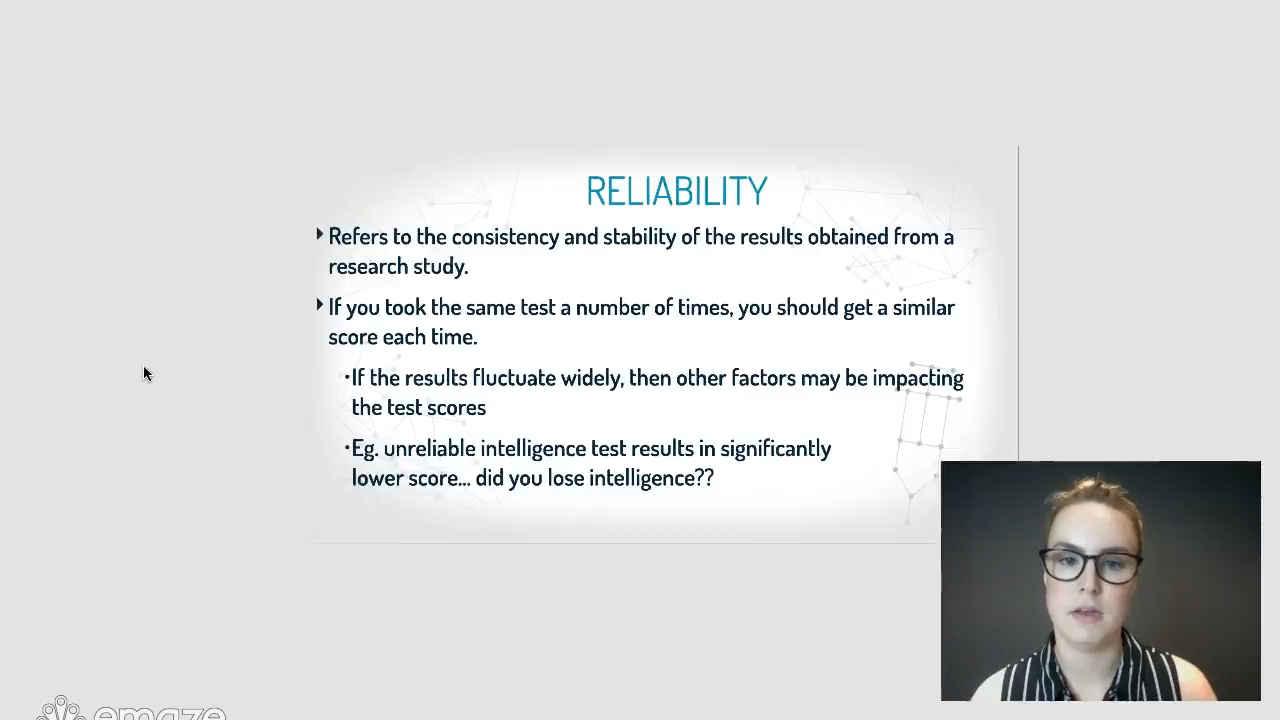 RELIABILITY
Refers to the consistency and stability of the results obtained from a
research study.
If you took the same test a number of times, you should get a similar
score each time.
•If the results fluctuate widely, then other factors may be impacting
the test scores
•Eg. unreliable intelligence test results in significantly
lower score... did you lose intelligence??
emaze